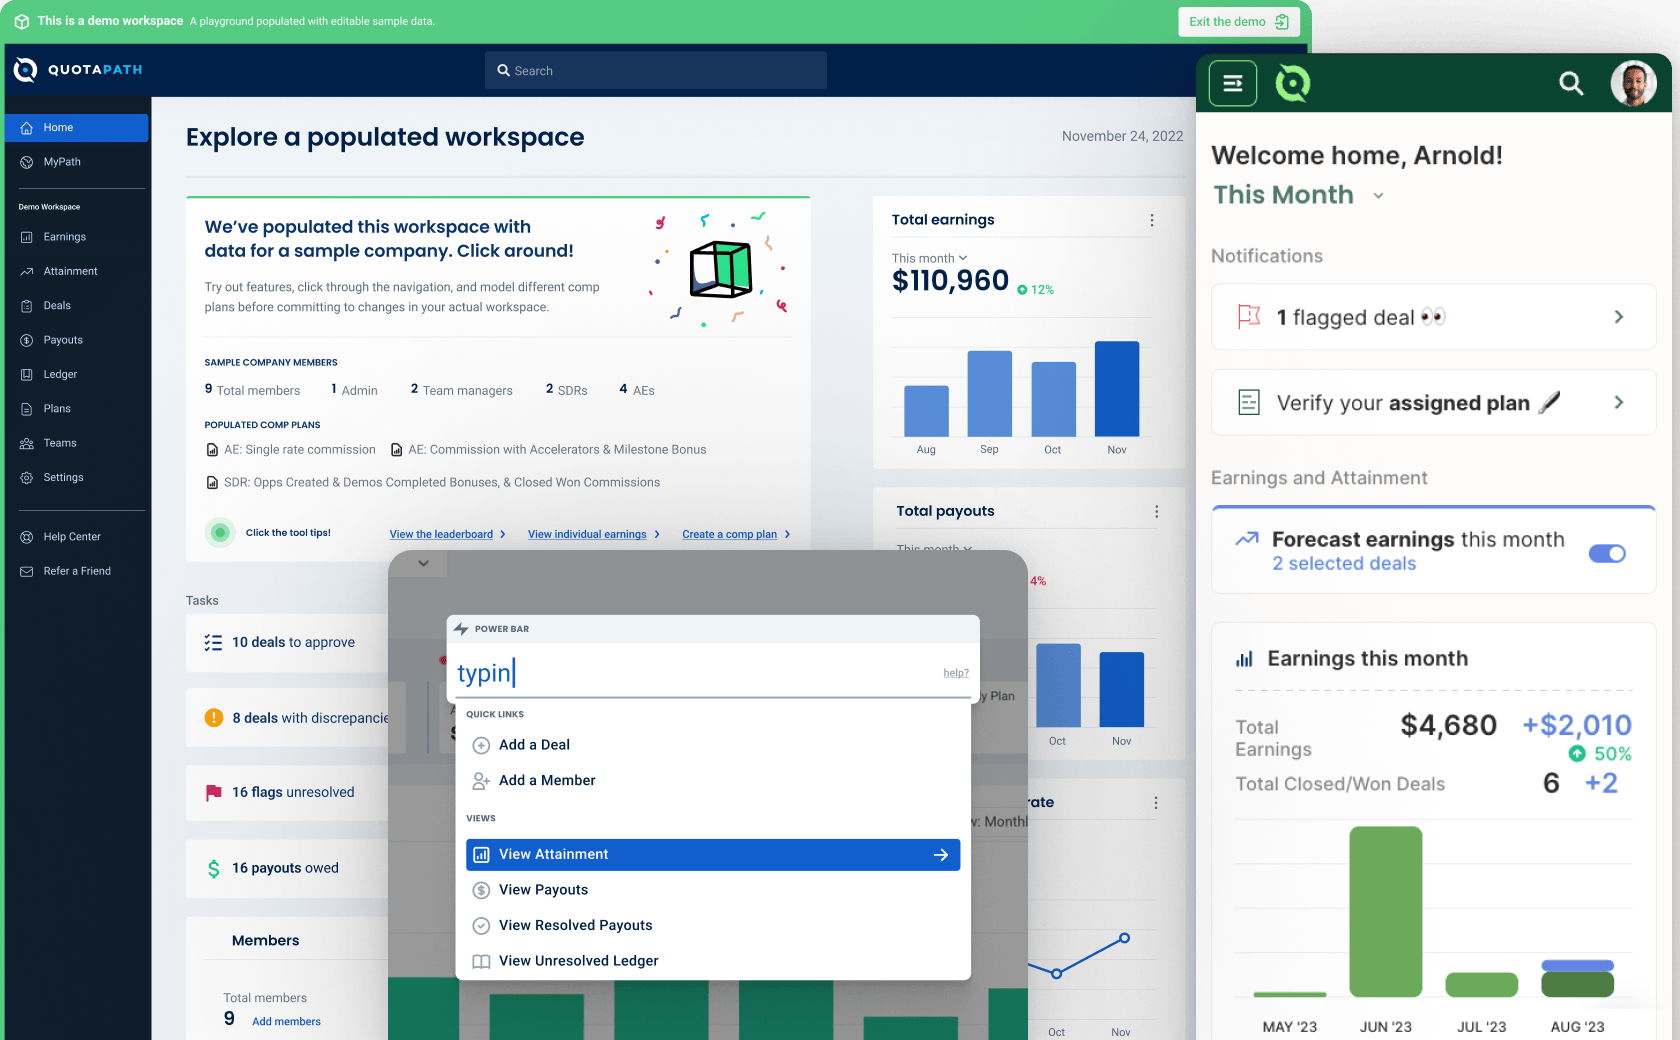 This is a demo workspace A playground populated with editable sample data.
Exit the demo
QUOTAPATH
Search
Home
MyPath
Demo Workspace
Earnings
Attainment
Deals
Payouts
Ledger
Plans
Teams
Settings
Help Center
Refer a Friend
Explore a populated workspace
November 24, 2022
We’ve populated this workspace with
data for a sample company. Click around!
Try out features, click through the navigation, and model different comp
plans before committing to changes in your actual workspace.
SAMPLE COMPANY MEMBERS
9 Total members 1 Admin 2 Team managers 2 SDRs 4 AEs
POPULATED COMP PLANS
AE: Single rate commission AE: Commission with Accelerators & Milestone Bonus
SDR: Opps Created & Demos Completed Bonuses, & Closed Won Commissions
Click the tool tips! View the leaderboard View individual earnings Create a comp plan
Total earnings
This month
$110,960 12%
Aug Sep Oct Nov
Total payouts
This month
4%
Oct Nov
rate
Oct Nov
Tasks
10 deals to approve
8 deals with discrepancie
16 flags unresolved
16 payouts owed
Members
Total members
9 Add members
POWER BAR
typin
help?
y Plan
QUICK LINKS
Add a Deal
Add a Member
VIEWS
w: Monthl
View Attainment
View Payouts
View Resolved Payouts
View Unresolved Ledger
Welcome home, Arnold!
This Month
Notifications
1 flagged deal 👀
Verify your assigned plan 🖊️
Earnings and Attainment
Forecast earnings this month
2 selected deals
Earnings this month
Total
Earnings
$4,680 +$2,010
50%
Total Closed/Won Deals 6 +2
MAY '23 JUN '23 JUL '23 AUG '23